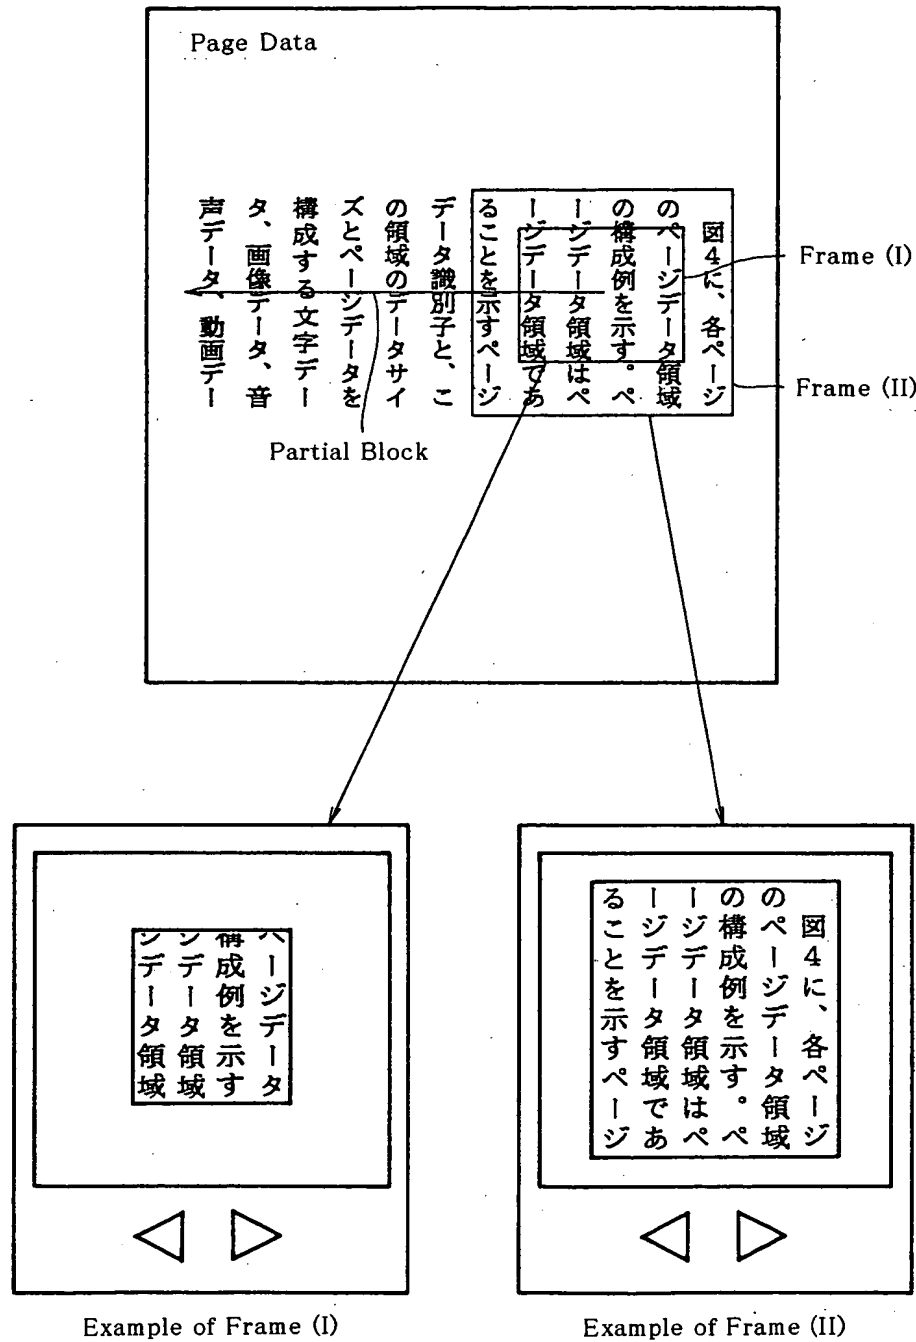 Page Data
図4に、各ページ
のページデータ領域
の構成例を示す。ペ
ージデータ領域はペ
ージデータ領域であ
ることを示すページ
データ識別子と、こ
の領域のデータサイ
ズとページデータを
構成する文字デー
タ、画像データ、音
声データ、動画デー
Frame (I)
Frame (II)
Partial Block
ページデータ
構成例を示す
ジデータ領域
ジデータ領域
Example of Frame (I)
図4に、各ページ
のページデータ領域
の構成例を示す。ペ
ージデータ領域はペ
ージデータ領域であ
ることを示すページ
Example of Frame (II)